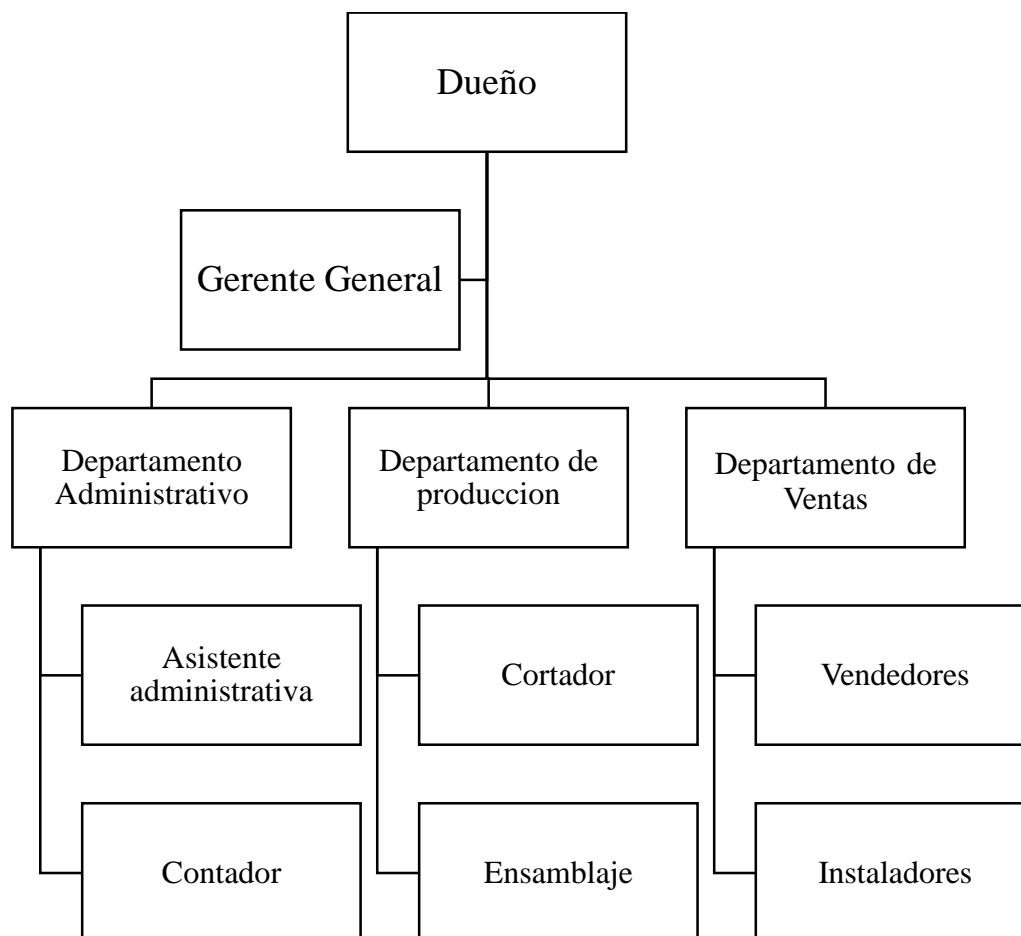 Dueño
Gerente General
Departamento
Administrativo
Departamento de
produccion
Departamento de
Ventas
Asistente
administrativa
Cortador
Vendedores
Contador
Ensamblaje
Instaladores